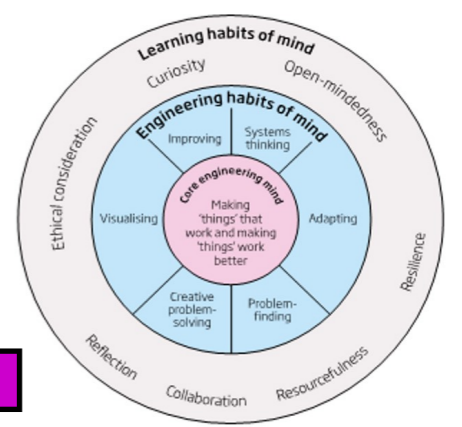 Learning habits of mind
Curiosity
Open-mindedness
Ethical consideration
Resilience
Reflection
Collaboration
Resourcefulness
Engineering habits of mind
Improving
Systems
thinking
Visualising
Adapting
Creative
problem-
solving
Problem-
finding
Core engineering mind
Making
'things' that
work and making
'things' work
better